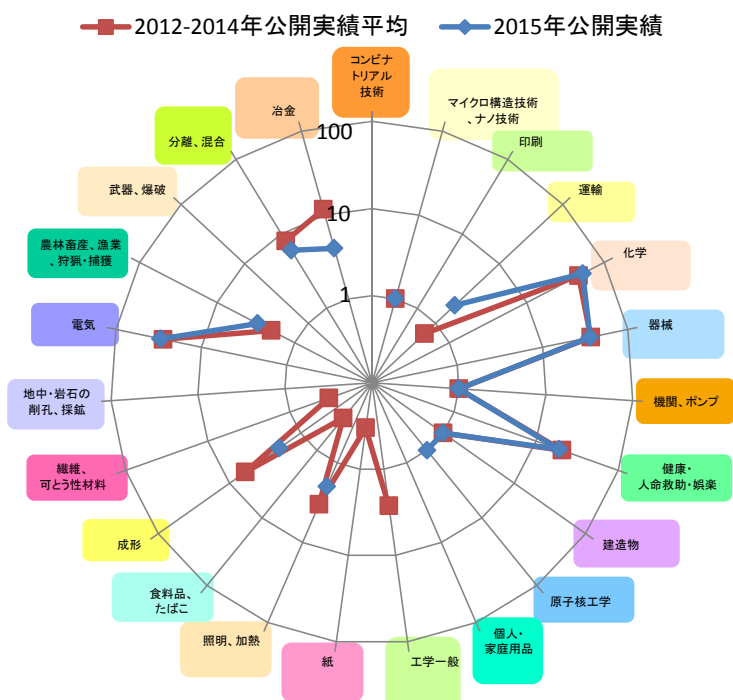 2012-2014年公開実績平均
2015年公開実績
コンビナ
トリアル
技術
マイクロ構造技術
、ナノ技術
印刷
運輸
化学
器械
機関、ポンプ
健康・
人命救助・娯楽
建造物
原子核工学
個人・
家庭用品
工学一般
紙
照明、加熱
食料品、
たばこ
成形
繊維、
可とう性材料
地中・岩石の
削孔、採鉱
電気
農林畜産、漁業
、狩猟・捕獲
武器、爆破
分離、混合
冶金
100
10
1